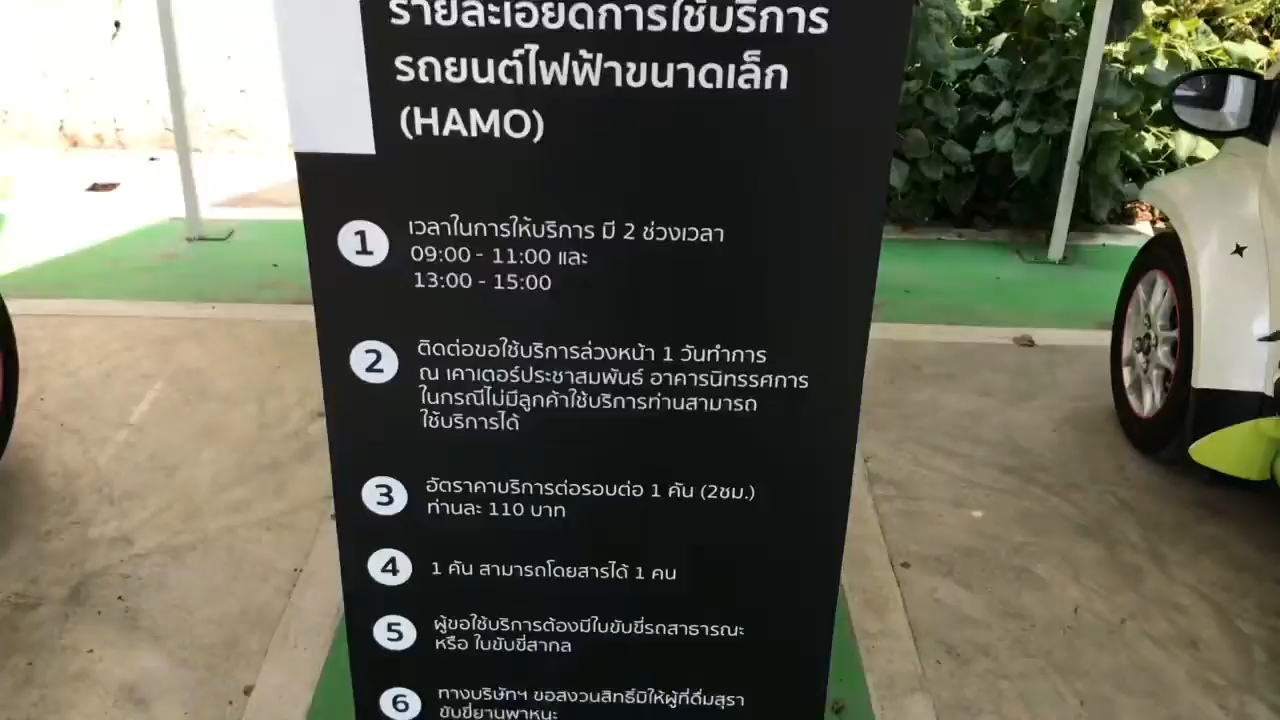 รายละเอียดการใช้บริการ
รถยนต์ไฟฟ้าขนาดเล็ก
(HAMO)
1 เวลาในการให้บริการ มี 2 ช่วงเวลา
09:00 - 11:00 และ
13:00 - 15:00
2 ติดต่อขอใช้บริการล่วงหน้า 1 วันทำการ
ณ เคาเตอร์ประชาสมพันธ์ อาคารนิทรรศการ
ในกรณีไม่มีลูกค้าใช้บริการท่านสามารถ
ใช้บริการได้
3 อัตราคาบริการต่อรอบต่อ 1 คัน (2ชม.)
ท่านละ 110 บาท
4 1 คัน สามารถโดยสารได้ 1 คน
5 ผู้ขอใช้บริการต้องมีใบขับขี่รถสาธารณะ
หรือ ใบขับขี่สากล
6 ทางบริษัทฯ ขอสงวนสิทธิ์มิให้ผู้ที่ดื่มสุรา
ขับขี่ยานพาหนะ